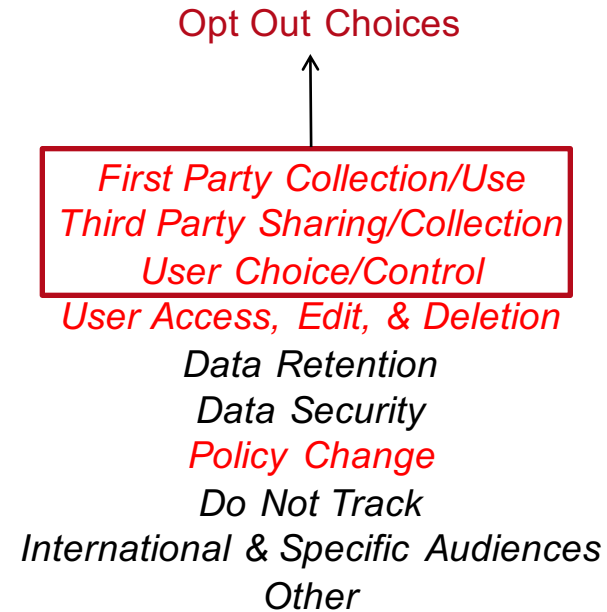 Opt Out Choices
First Party Collection/Use
Third Party Sharing/Collection
User Choice/Control
User Access, Edit, & Deletion
Data Retention
Data Security
Policy Change
Do Not Track
International & Specific Audiences
Other